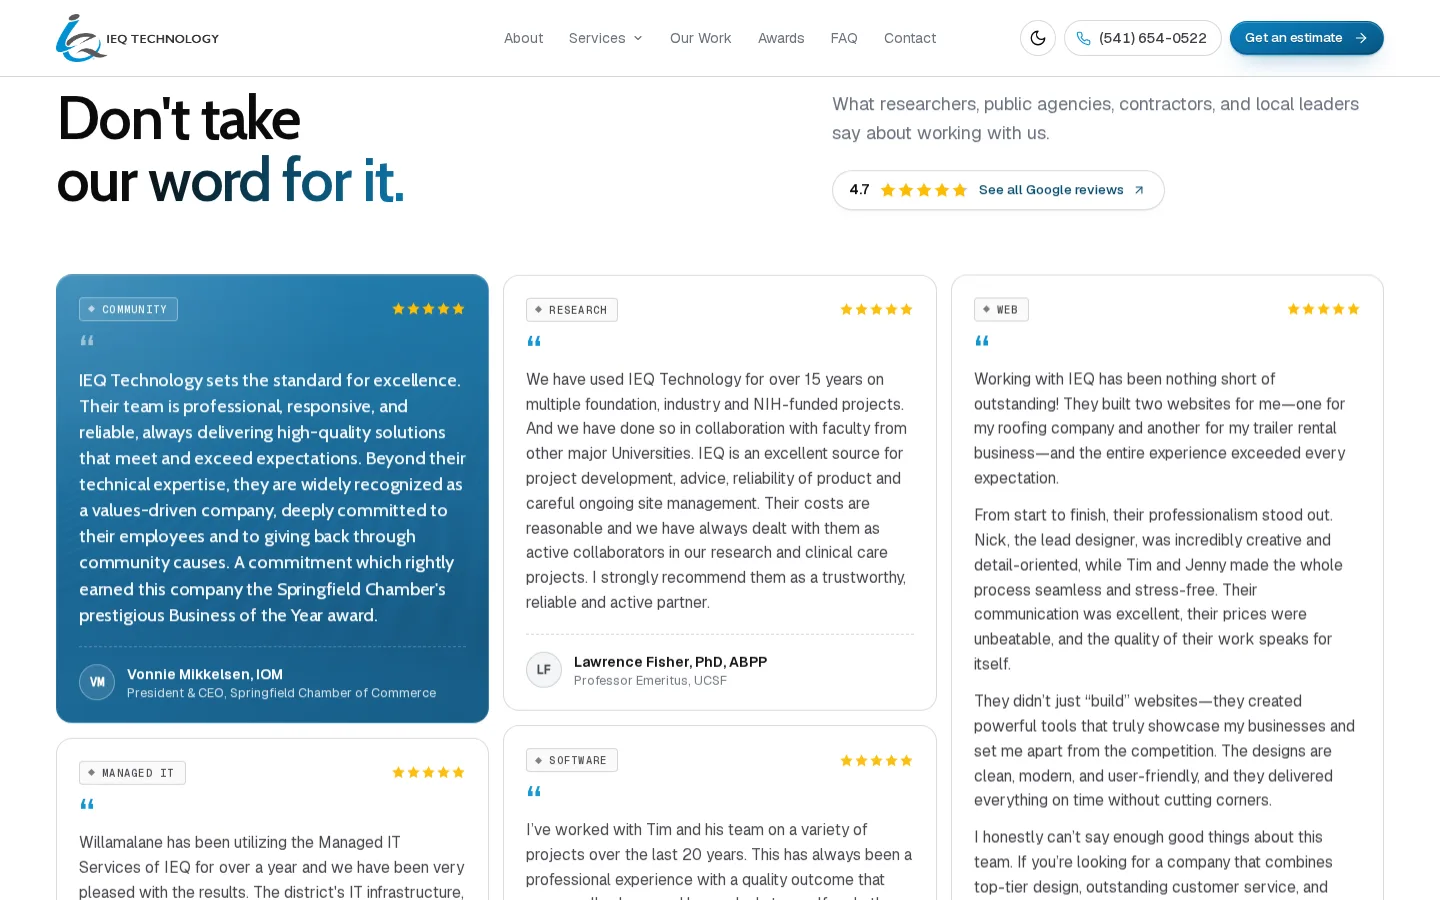 IEQ TECHNOLOGY
About
Services
Our Work
Awards
FAQ
Contact
(541) 654-0522
Get an estimate
Don't take
our word for it.
What researchers, public agencies, contractors, and local leaders
say about working with us.
4.7
See all Google reviews
COMMUNITY
“
IEQ Technology sets the standard for excellence.
Their team is professional, responsive, and
reliable, always delivering high-quality solutions
that meet and exceed expectations. Beyond their
technical expertise, they are widely recognized as
a values-driven company, deeply committed to
their employees and to giving back through
community causes. A commitment which rightly
earned this company the Springfield Chamber's
prestigious Business of the Year award.
VM
Vonnie Mikkelsen, IOM
President & CEO, Springfield Chamber of Commerce
MANAGED IT
“
Willamalane has been utilizing the Managed IT
Services of IEQ for over a year and we have been very
pleased with the results. The district's IT infrastructure,
RESEARCH
“
We have used IEQ Technology for over 15 years on
multiple foundation, industry and NIH-funded projects.
And we have done so in collaboration with faculty from
other major Universities. IEQ is an excellent source for
project development, advice, reliability of product and
careful ongoing site management. Their costs are
reasonable and we have always dealt with them as
active collaborators in our research and clinical care
projects. I strongly recommend them as a trustworthy,
reliable and active partner.
LF
Lawrence Fisher, PhD, ABPP
Professor Emeritus, UCSF
SOFTWARE
“
I've worked with Tim and his team on a variety of
projects over the last 20 years. This has always been a
professional experience with a quality outcome that
WEB
“
Working with IEQ has been nothing short of
outstanding! They built two websites for me—one for
my roofing company and another for my trailer rental
business—and the entire experience exceeded every
expectation.
From start to finish, their professionalism stood out.
Nick, the lead designer, was incredibly creative and
detail-oriented, while Tim and Jenny made the whole
process seamless and stress-free. Their
communication was excellent, their prices were
unbeatable, and the quality of their work speaks for
itself.
They didn't just “build” websites—they created
powerful tools that truly showcase my businesses and
set me apart from the competition. The designs are
clean, modern, and user-friendly, and they delivered
everything on time without cutting corners.
I honestly can't say enough good things about this
team. If you're looking for a company that combines
top-tier design, outstanding customer service, and